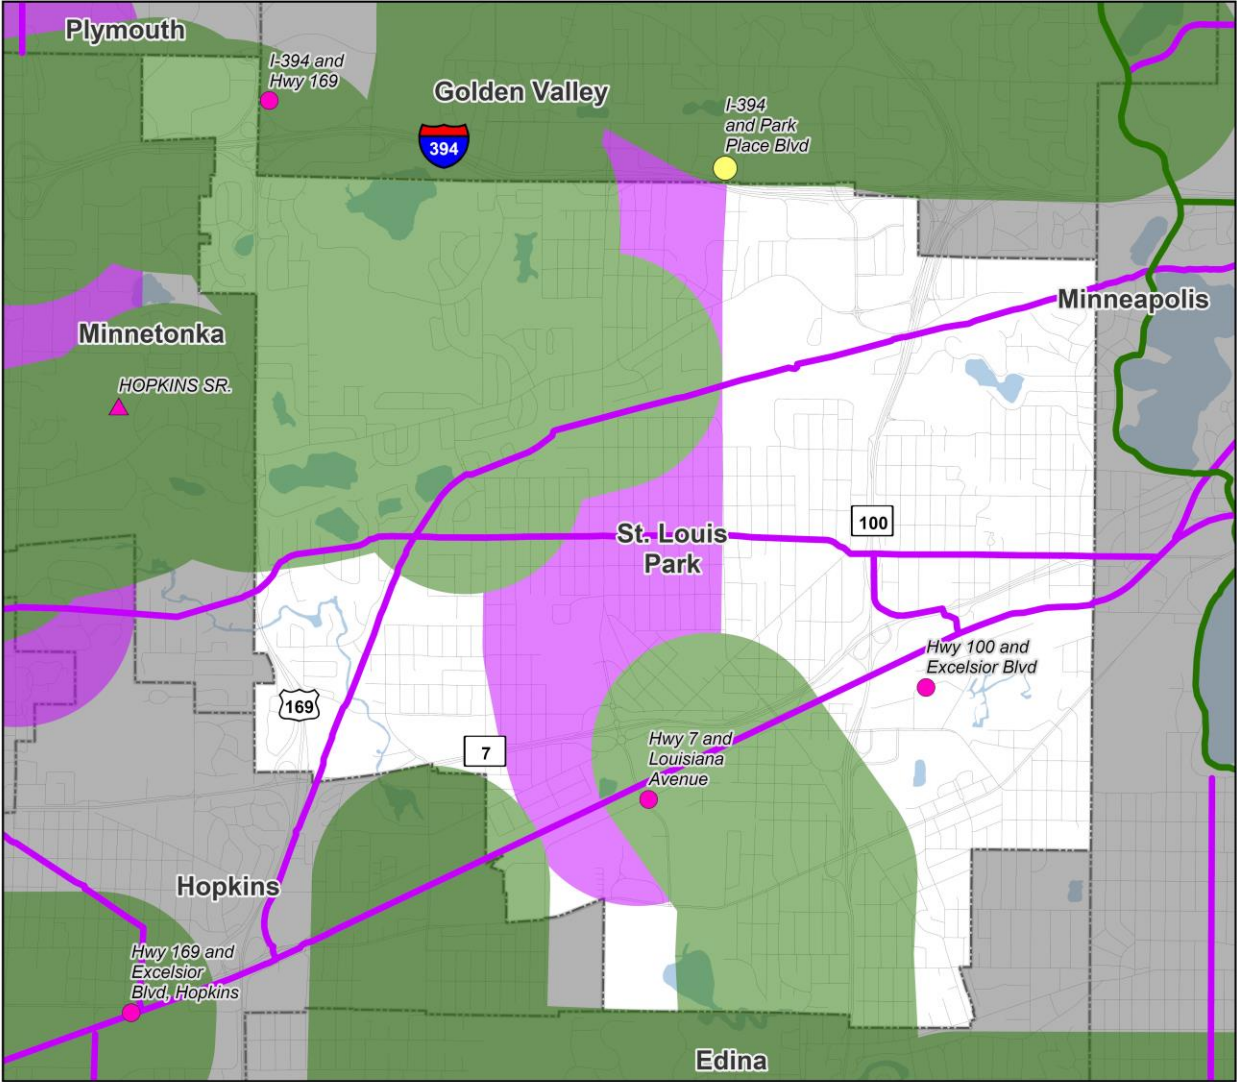 Plymouth
I-394 and
Hwy 169
Golden Valley
394
I-394
and Park
Place Blvd
Minneapolis
Minnetonka
HOPKINS SR.
100
St. Louis
Park
Hwy 100 and
Excelsior Blvd
169
7
Hwy 7 and
Louisiana
Avenue
Hopkins
Hwy 169 and
Excelsior
Blvd, Hopkins
Edina